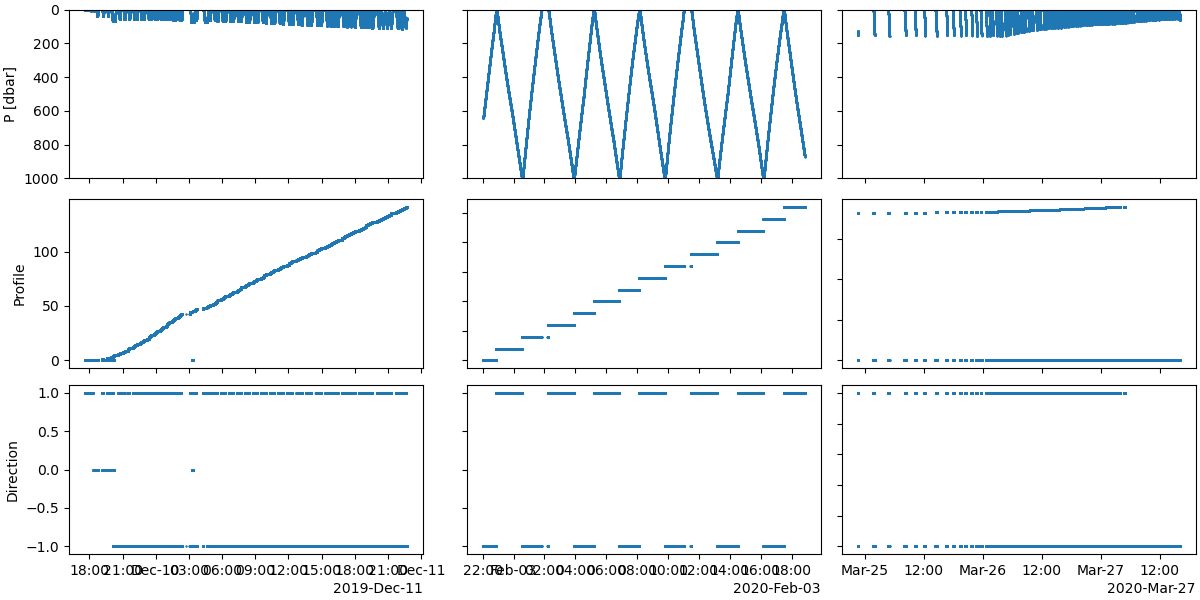 P [dbar]
0
200
400
600
800
1000
Profile
100
50
0
Direction
1.0
0.5
0.0
−0.5
−1.0
18:00 21:00 Dec-10 03:00 06:00 09:00 12:00 15:00 18:00 21:00 Dec-11
2019-Dec-11
22:00 Feb-03 02:00 04:00 06:00 08:00 10:00 12:00 14:00 16:00 18:00
2020-Feb-03
Mar-25 12:00 Mar-26 12:00 Mar-27 12:00
2020-Mar-27